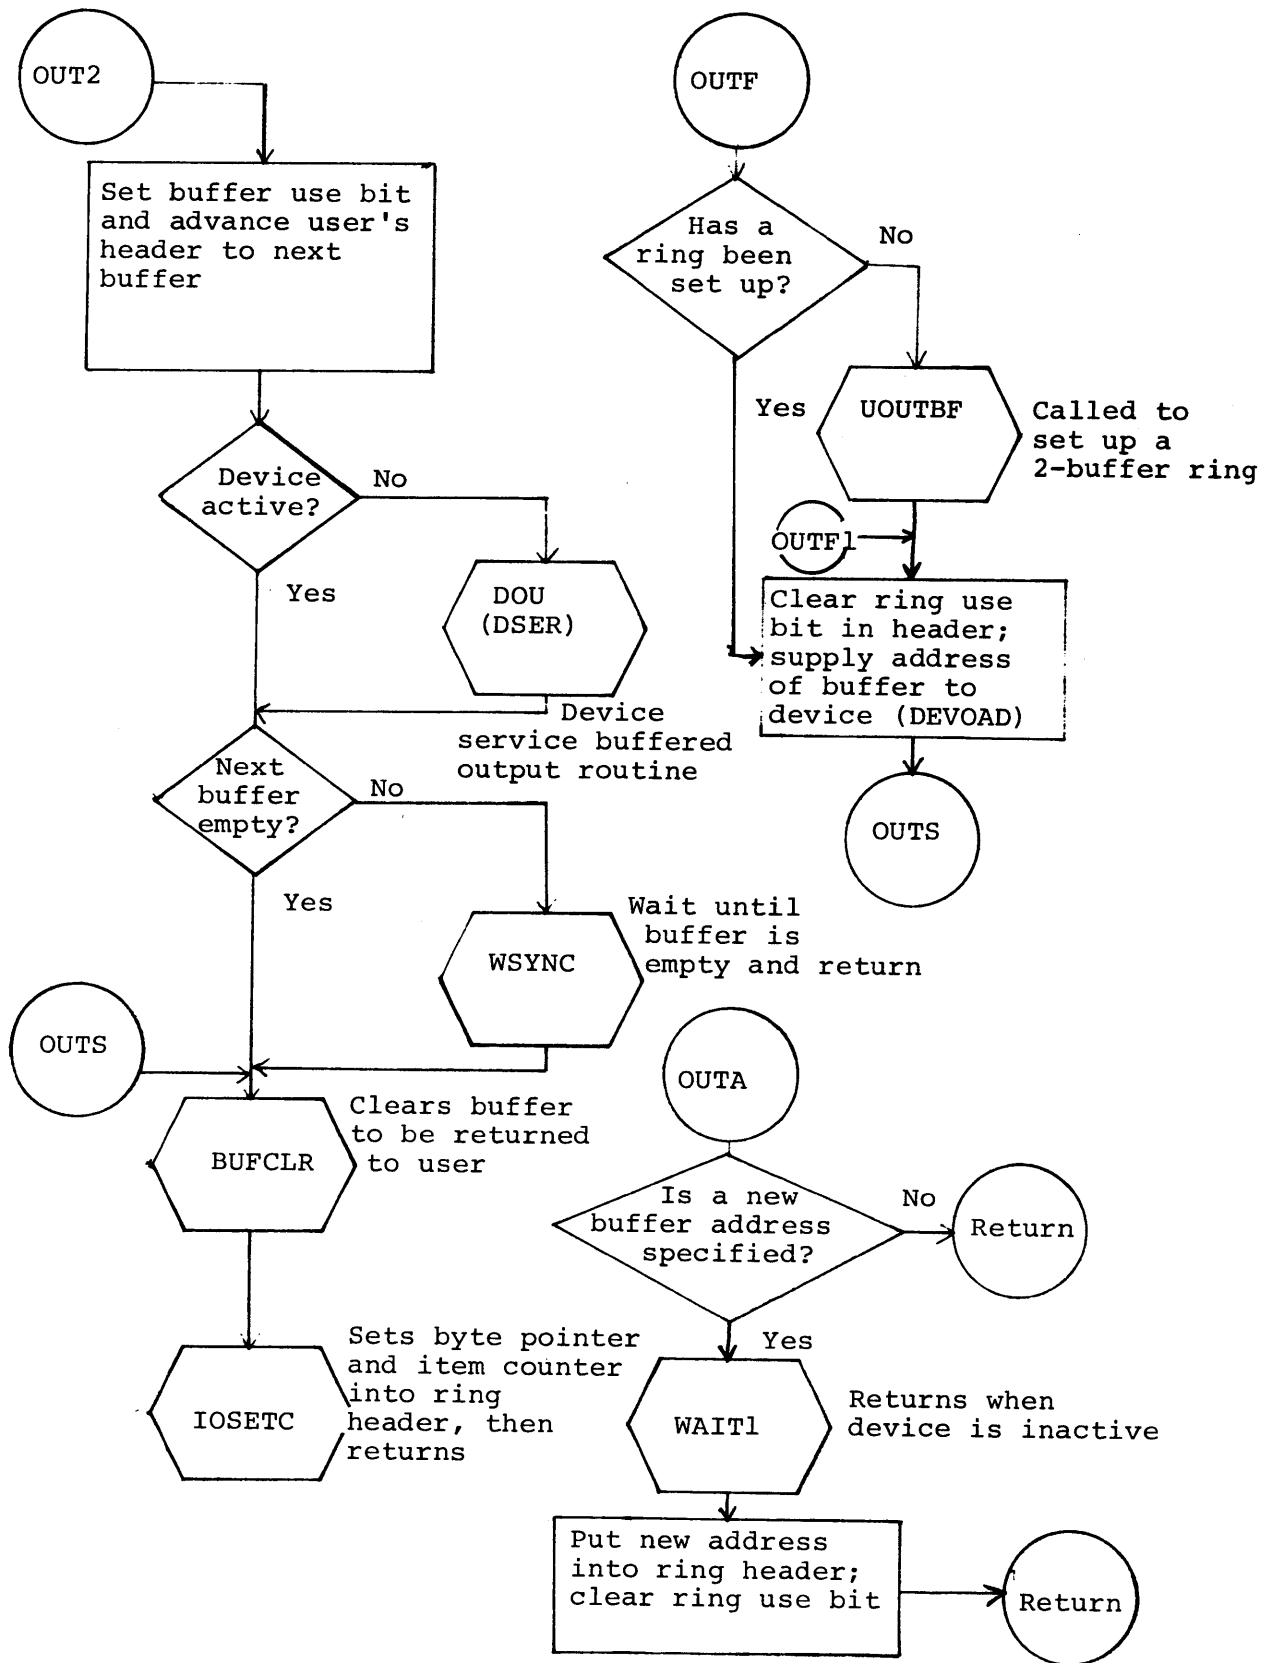 OUT2
Set buffer use bit
and advance user's
header to next
buffer
Device
active?
No
Yes
DOU
(DSER)
Device
service buffered
output routine
Next
buffer
empty?
No
Yes
WSYNC
Wait until
buffer is
empty and return
OUTS
BUFCLR
Clears buffer
to be returned
to user
IOSETC
Sets byte pointer
and item counter
into ring
header, then
returns
OUTF
Has a
ring been
set up?
No
Yes
UOUTBF
Called to
set up a
2-buffer ring
OUTF1
Clear ring use
bit in header;
supply address
of buffer to
device (DEVOAD)
OUTS
OUTA
Is a new
buffer address
specified?
No
Return
Yes
WAIT1
Returns when
device is inactive
Put new address
into ring header;
clear ring use bit
Return